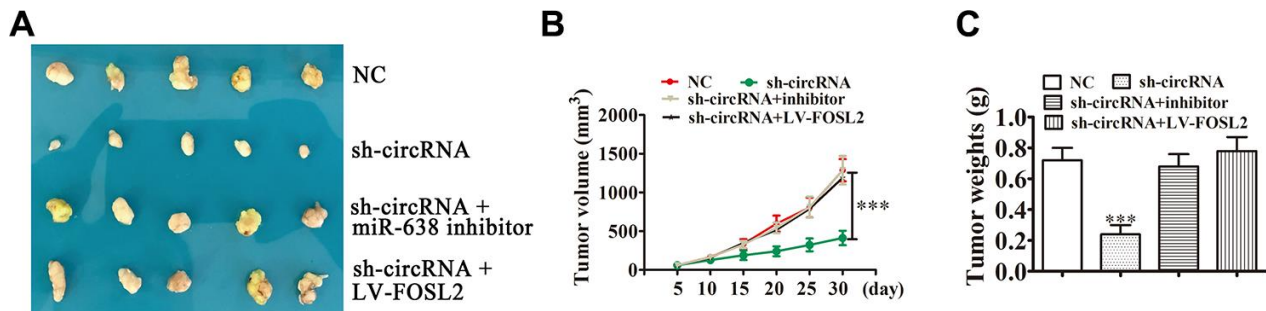 A
NC
sh-circRNA
sh-circRNA +
miR-638 inhibitor
sh-circRNA +
LV-FOSL2
B
NC sh-circRNA
sh-circRNA+inhibitor
sh-circRNA+LV-FOSL2
Tumor volume (mm³)
2000
1500
1000
500
0
***
5 10 15 20 25 30 (day)
C
NC sh-circRNA
sh-circRNA+inhibitor
sh-circRNA+LV-FOSL2
Tumor weights (g)
1.0
0.8
0.6
0.4
0.2
0.0
***